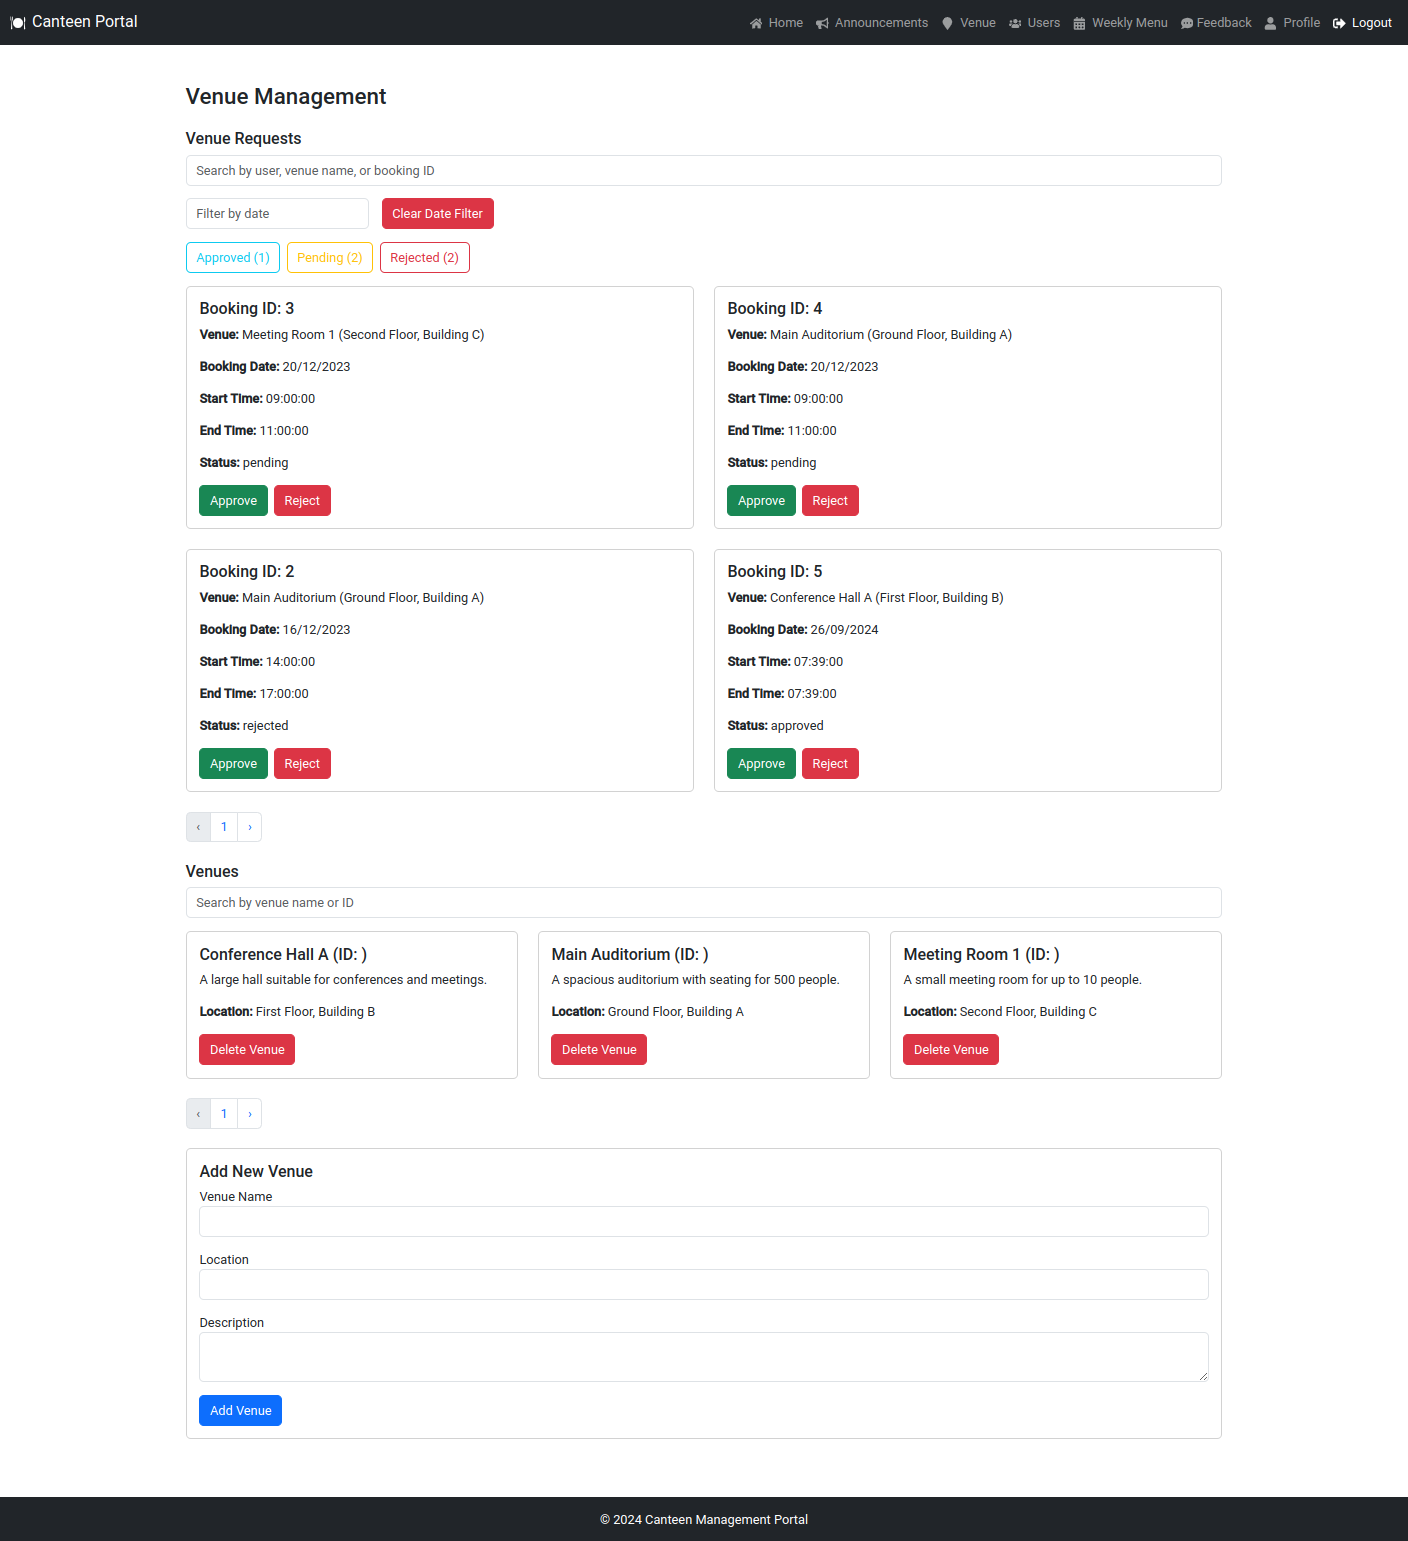 Canteen Portal
Home Announcements Venue Users Weekly Menu Feedback Profile Logout
Venue Management
Venue Requests
Search by user, venue name, or booking ID
Filter by date Clear Date Filter
Approved (1) Pending (2) Rejected (2)
Booking ID: 3
Venue: Meeting Room 1 (Second Floor, Building C)
Booking Date: 20/12/2023
Start Time: 09:00:00
End Time: 11:00:00
Status: pending
Approve Reject
Booking ID: 4
Venue: Main Auditorium (Ground Floor, Building A)
Booking Date: 20/12/2023
Start Time: 09:00:00
End Time: 11:00:00
Status: pending
Approve Reject
Booking ID: 2
Venue: Main Auditorium (Ground Floor, Building A)
Booking Date: 16/12/2023
Start Time: 14:00:00
End Time: 17:00:00
Status: rejected
Approve Reject
Booking ID: 5
Venue: Conference Hall A (First Floor, Building B)
Booking Date: 26/09/2024
Start Time: 07:39:00
End Time: 07:39:00
Status: approved
Approve Reject
‹ 1 ›
Venues
Search by venue name or ID
Conference Hall A (ID: )
A large hall suitable for conferences and meetings.
Location: First Floor, Building B
Delete Venue
Main Auditorium (ID: )
A spacious auditorium with seating for 500 people.
Location: Ground Floor, Building A
Delete Venue
Meeting Room 1 (ID: )
A small meeting room for up to 10 people.
Location: Second Floor, Building C
Delete Venue
‹ 1 ›
Add New Venue
Venue Name
Location
Description
Add Venue
© 2024 Canteen Management Portal